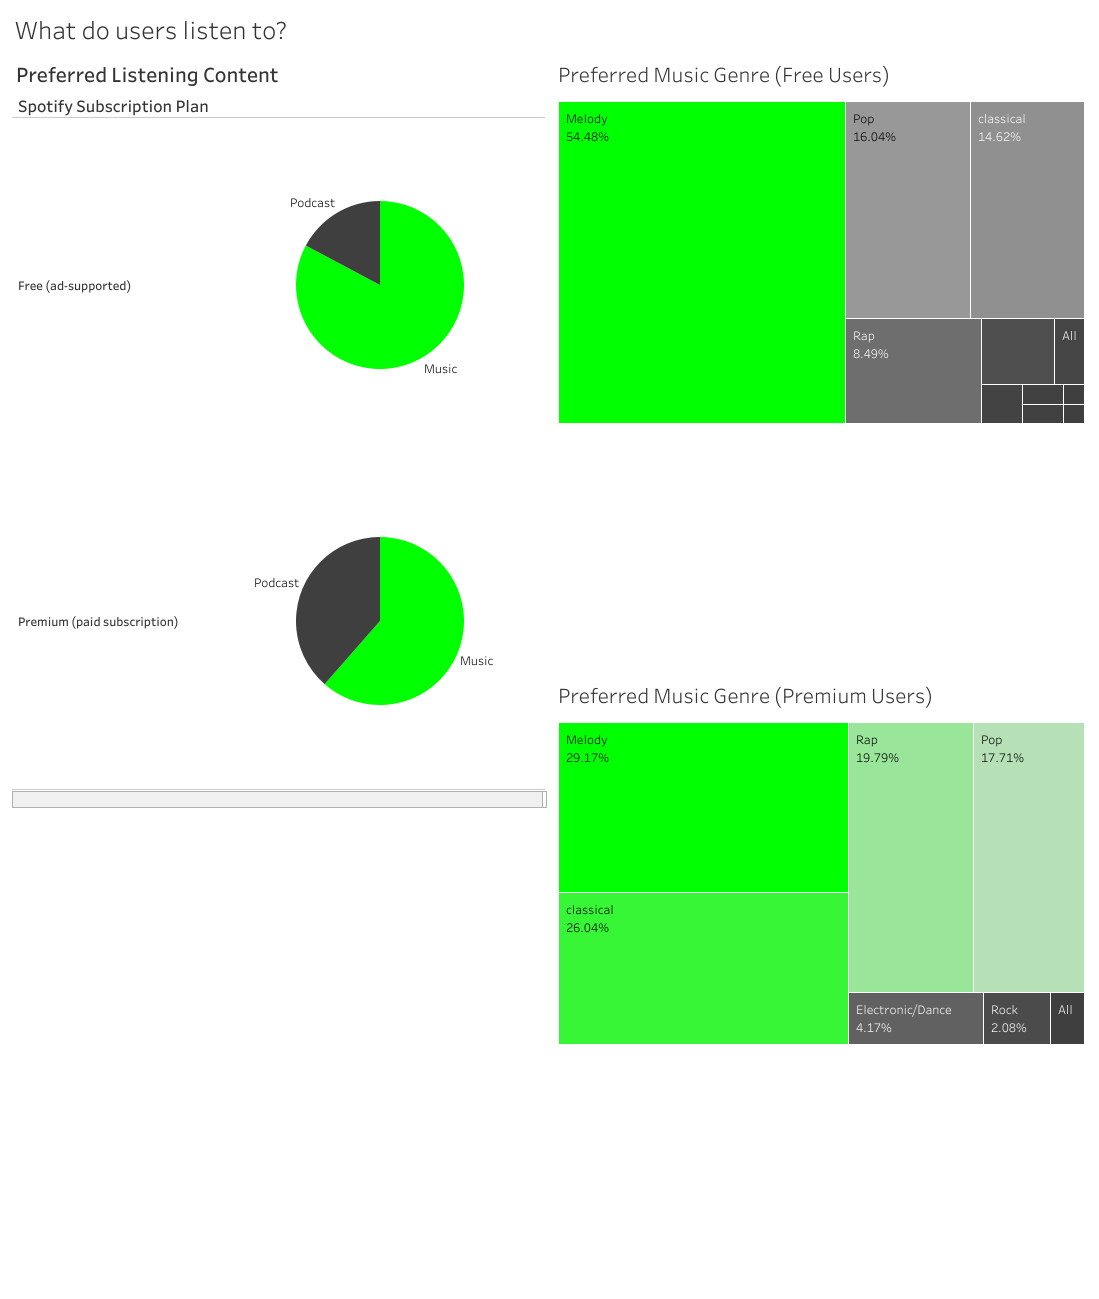 What do users listen to?
Preferred Listening Content
Spotify Subscription Plan
Podcast
Free (ad-supported)
Music
Podcast
Premium (paid subscription)
Music
Preferred Music Genre (Free Users)
Melody
54.48%
Pop
16.04%
classical
14.62%
Rap
8.49%
All
Preferred Music Genre (Premium Users)
Melody
29.17%
classical
26.04%
Rap
19.79%
Pop
17.71%
Electronic/Dance
4.17%
Rock
2.08%
All